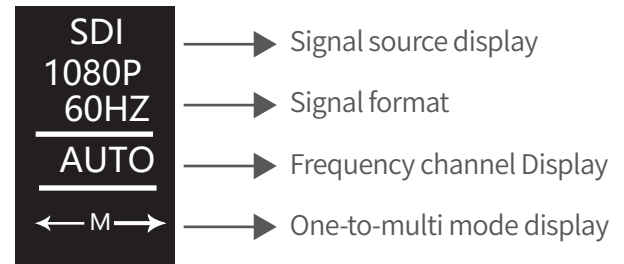 SDI
Signal source display
1080P
60HZ
Signal format
AUTO
Frequency channel Display
M
One-to-multi mode display